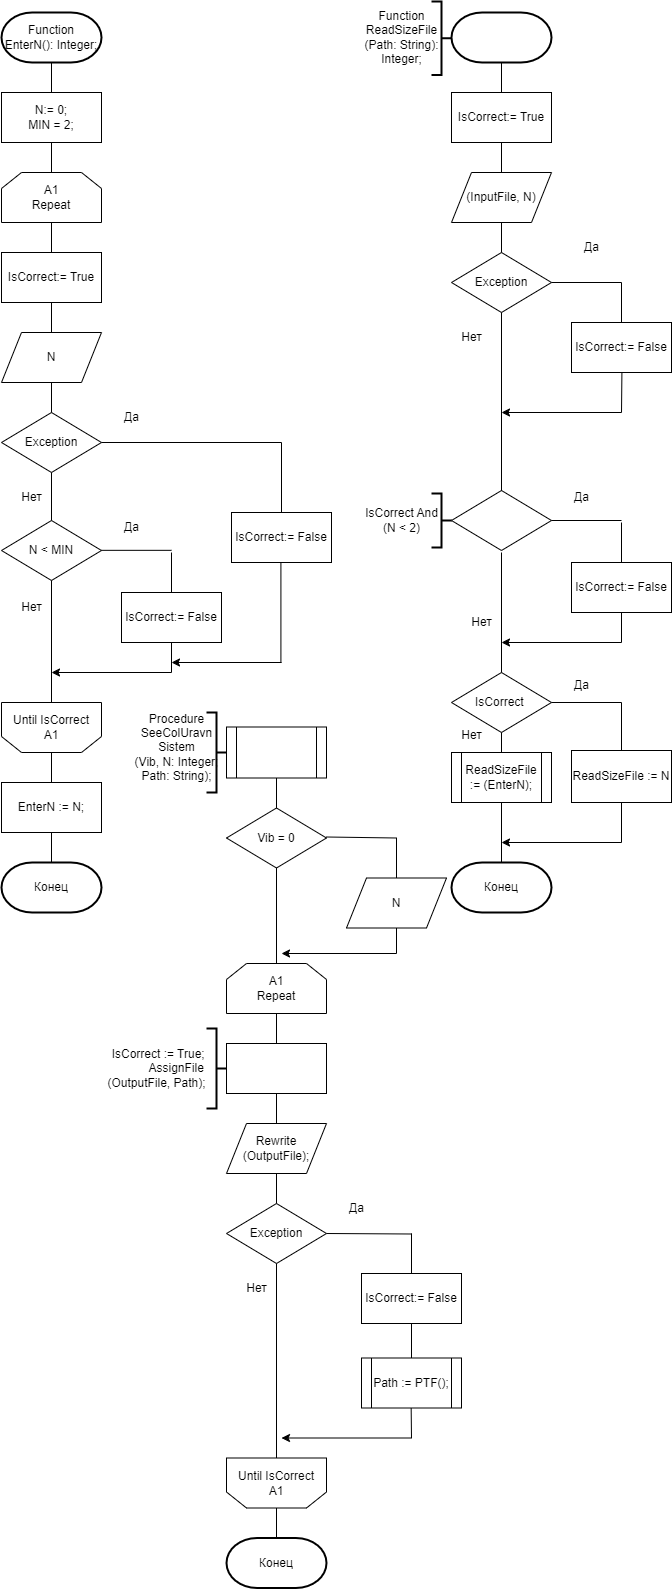 Function
EnterN(): Integer;
N:= 0;
MIN = 2;
A1
Repeat
IsCorrect:= True
N
Exception
Да
Нет
IsCorrect:= False
N < MIN
Да
Нет
IsCorrect:= False
Until IsCorrect
A1
EnterN := N;
Конец
Function
ReadSizeFile
(Path: String):
Integer;
IsCorrect:= True
(InputFile, N)
Exception
Да
Нет
IsCorrect:= False
IsCorrect And
(N < 2)
Да
IsCorrect:= False
Нет
IsCorrect
Да
Нет
ReadSizeFile
:= (EnterN);
ReadSizeFile := N
Конец
Procedure
SeeColUravn
Sistem
(Vib, N: Integer
Path: String);
Vib = 0
N
A1
Repeat
IsCorrect := True;
AssignFile
(OutputFile, Path);
Rewrite
(OutputFile);
Exception
Да
Нет
IsCorrect:= False
Path := PTF();
Until IsCorrect
A1
Конец